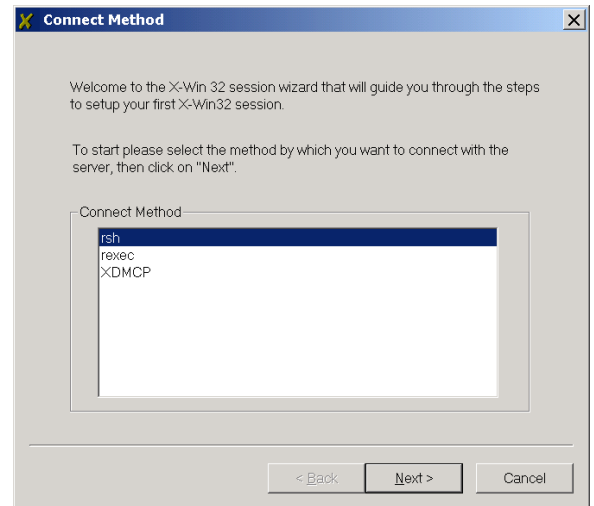 Connect Method
Welcome to the X-Win 32 session wizard that will guide you through the steps
to setup your first X-Win32 session.
To start please select the method by which you want to connect with the
server, then click on "Next".
Connect Method
rsh
rexec
XDMCP
< Back
Next >
Cancel